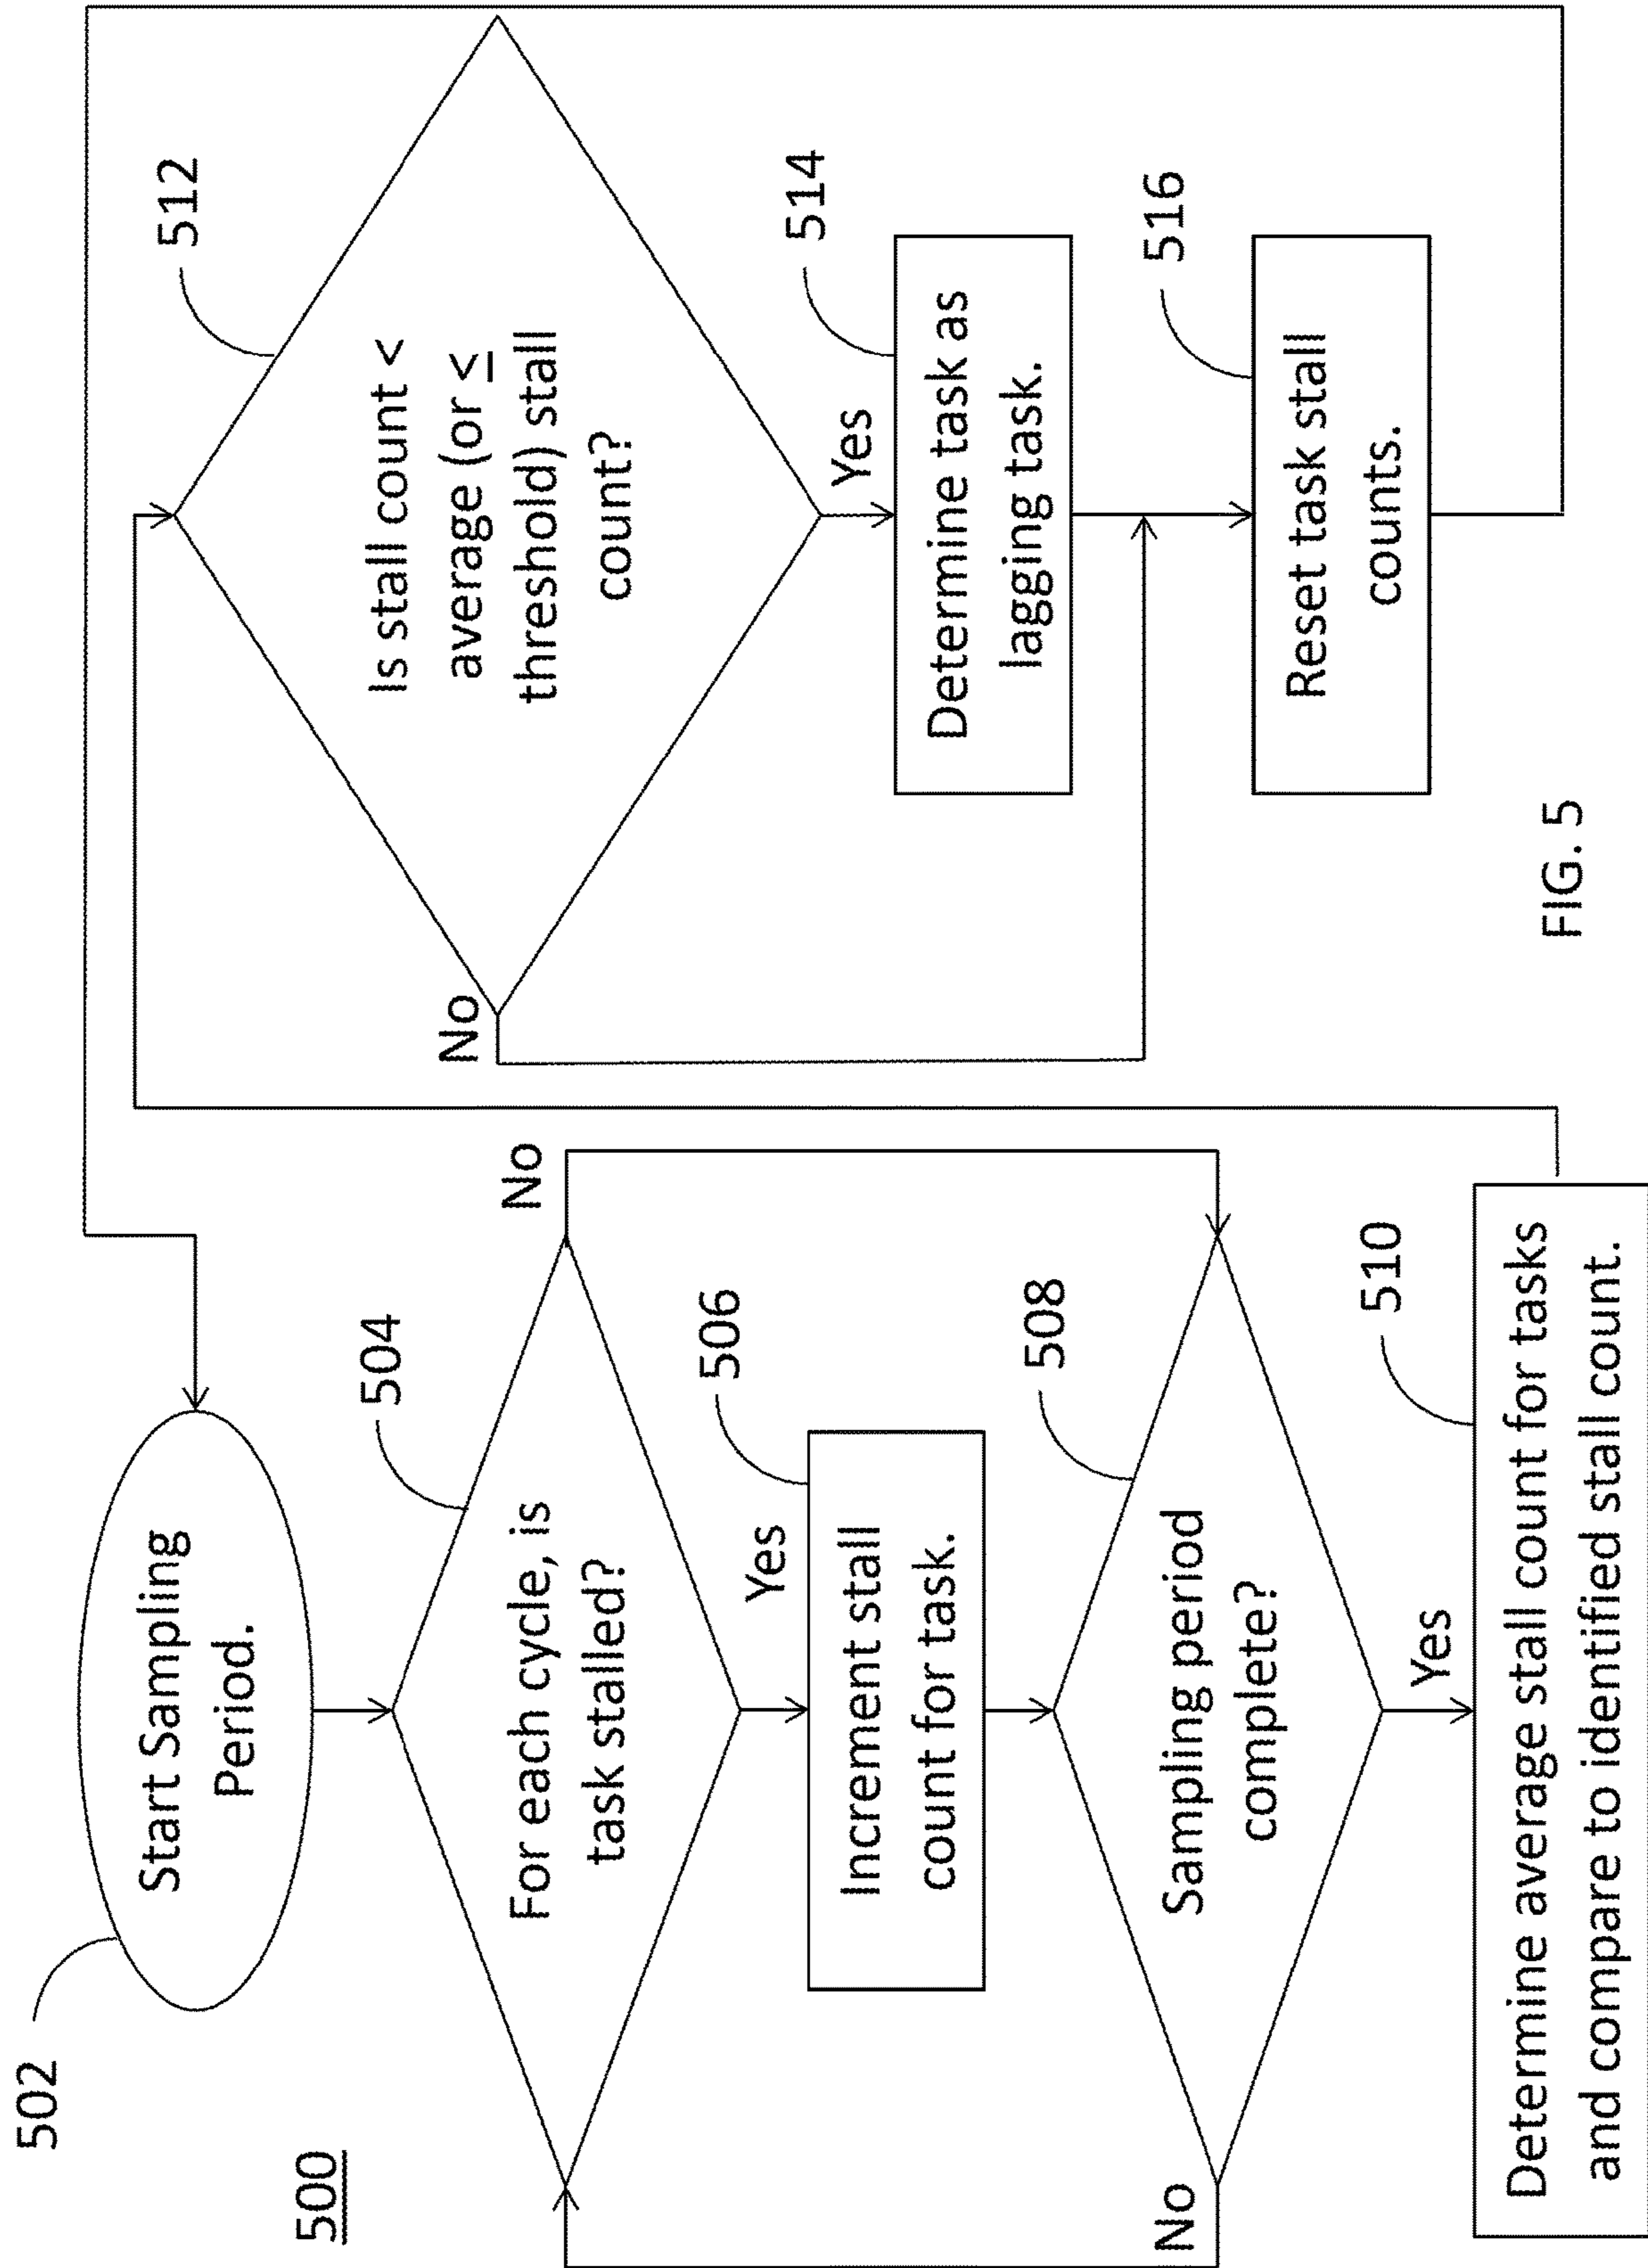 500
502
Start Sampling
Period.
504
For each cycle, is
task stalled?
No
Yes
506
Increment stall
count for task.
508
Sampling period
complete?
No
Yes
510
Determine average stall count for tasks
and compare to identified stall count.
512
Is stall count <
average (or ≤
threshold) stall
count?
No
Yes
514
Determine task as
lagging task.
516
Reset task stall
counts.
FIG. 5